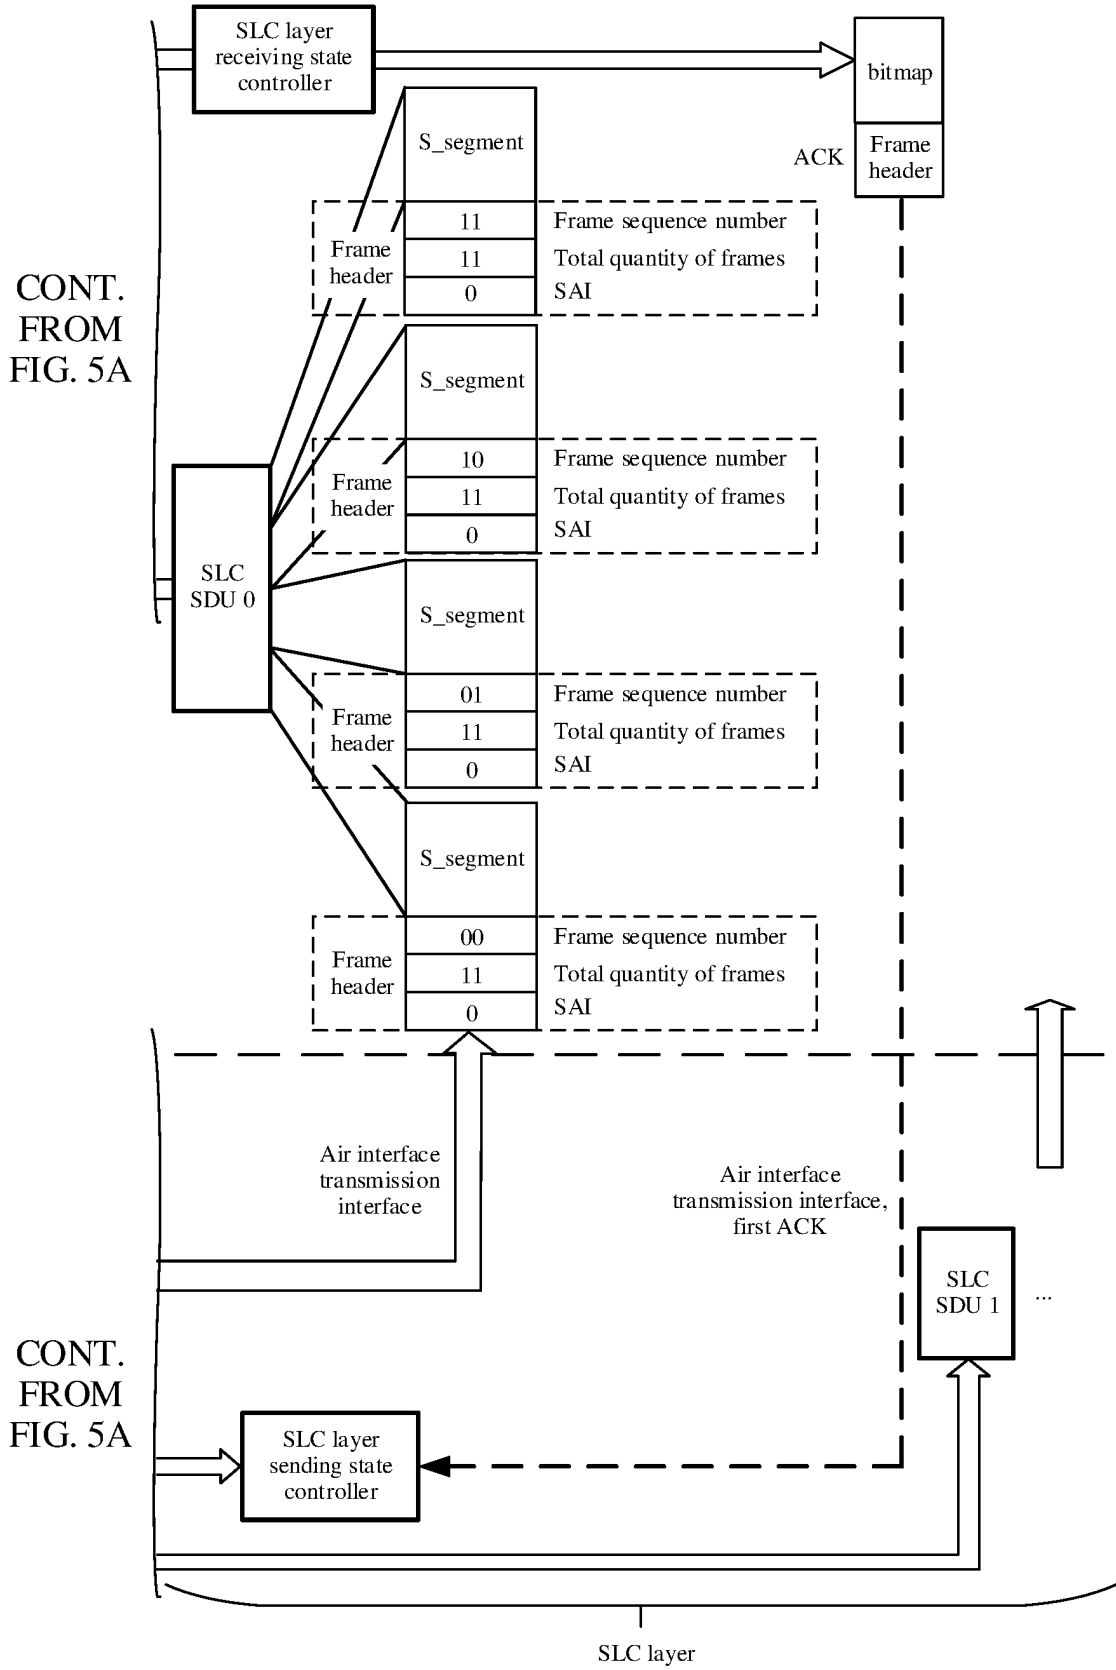 SLC layer
receiving state
controller
bitmap
ACK
Frame
header
S_segment
Frame
header
11
Frame sequence number
11
Total quantity of frames
0
SAI
CONT.
FROM
FIG. 5A
S_segment
Frame
header
10
Frame sequence number
11
Total quantity of frames
0
SAI
SLC
SDU 0
S_segment
Frame
header
01
Frame sequence number
11
Total quantity of frames
0
SAI
S_segment
Frame
header
00
Frame sequence number
11
Total quantity of frames
0
SAI
Air interface
transmission
interface
Air interface
transmission interface,
first ACK
SLC
SDU 1
...
CONT.
FROM
FIG. 5A
SLC layer
sending state
controller
SLC layer